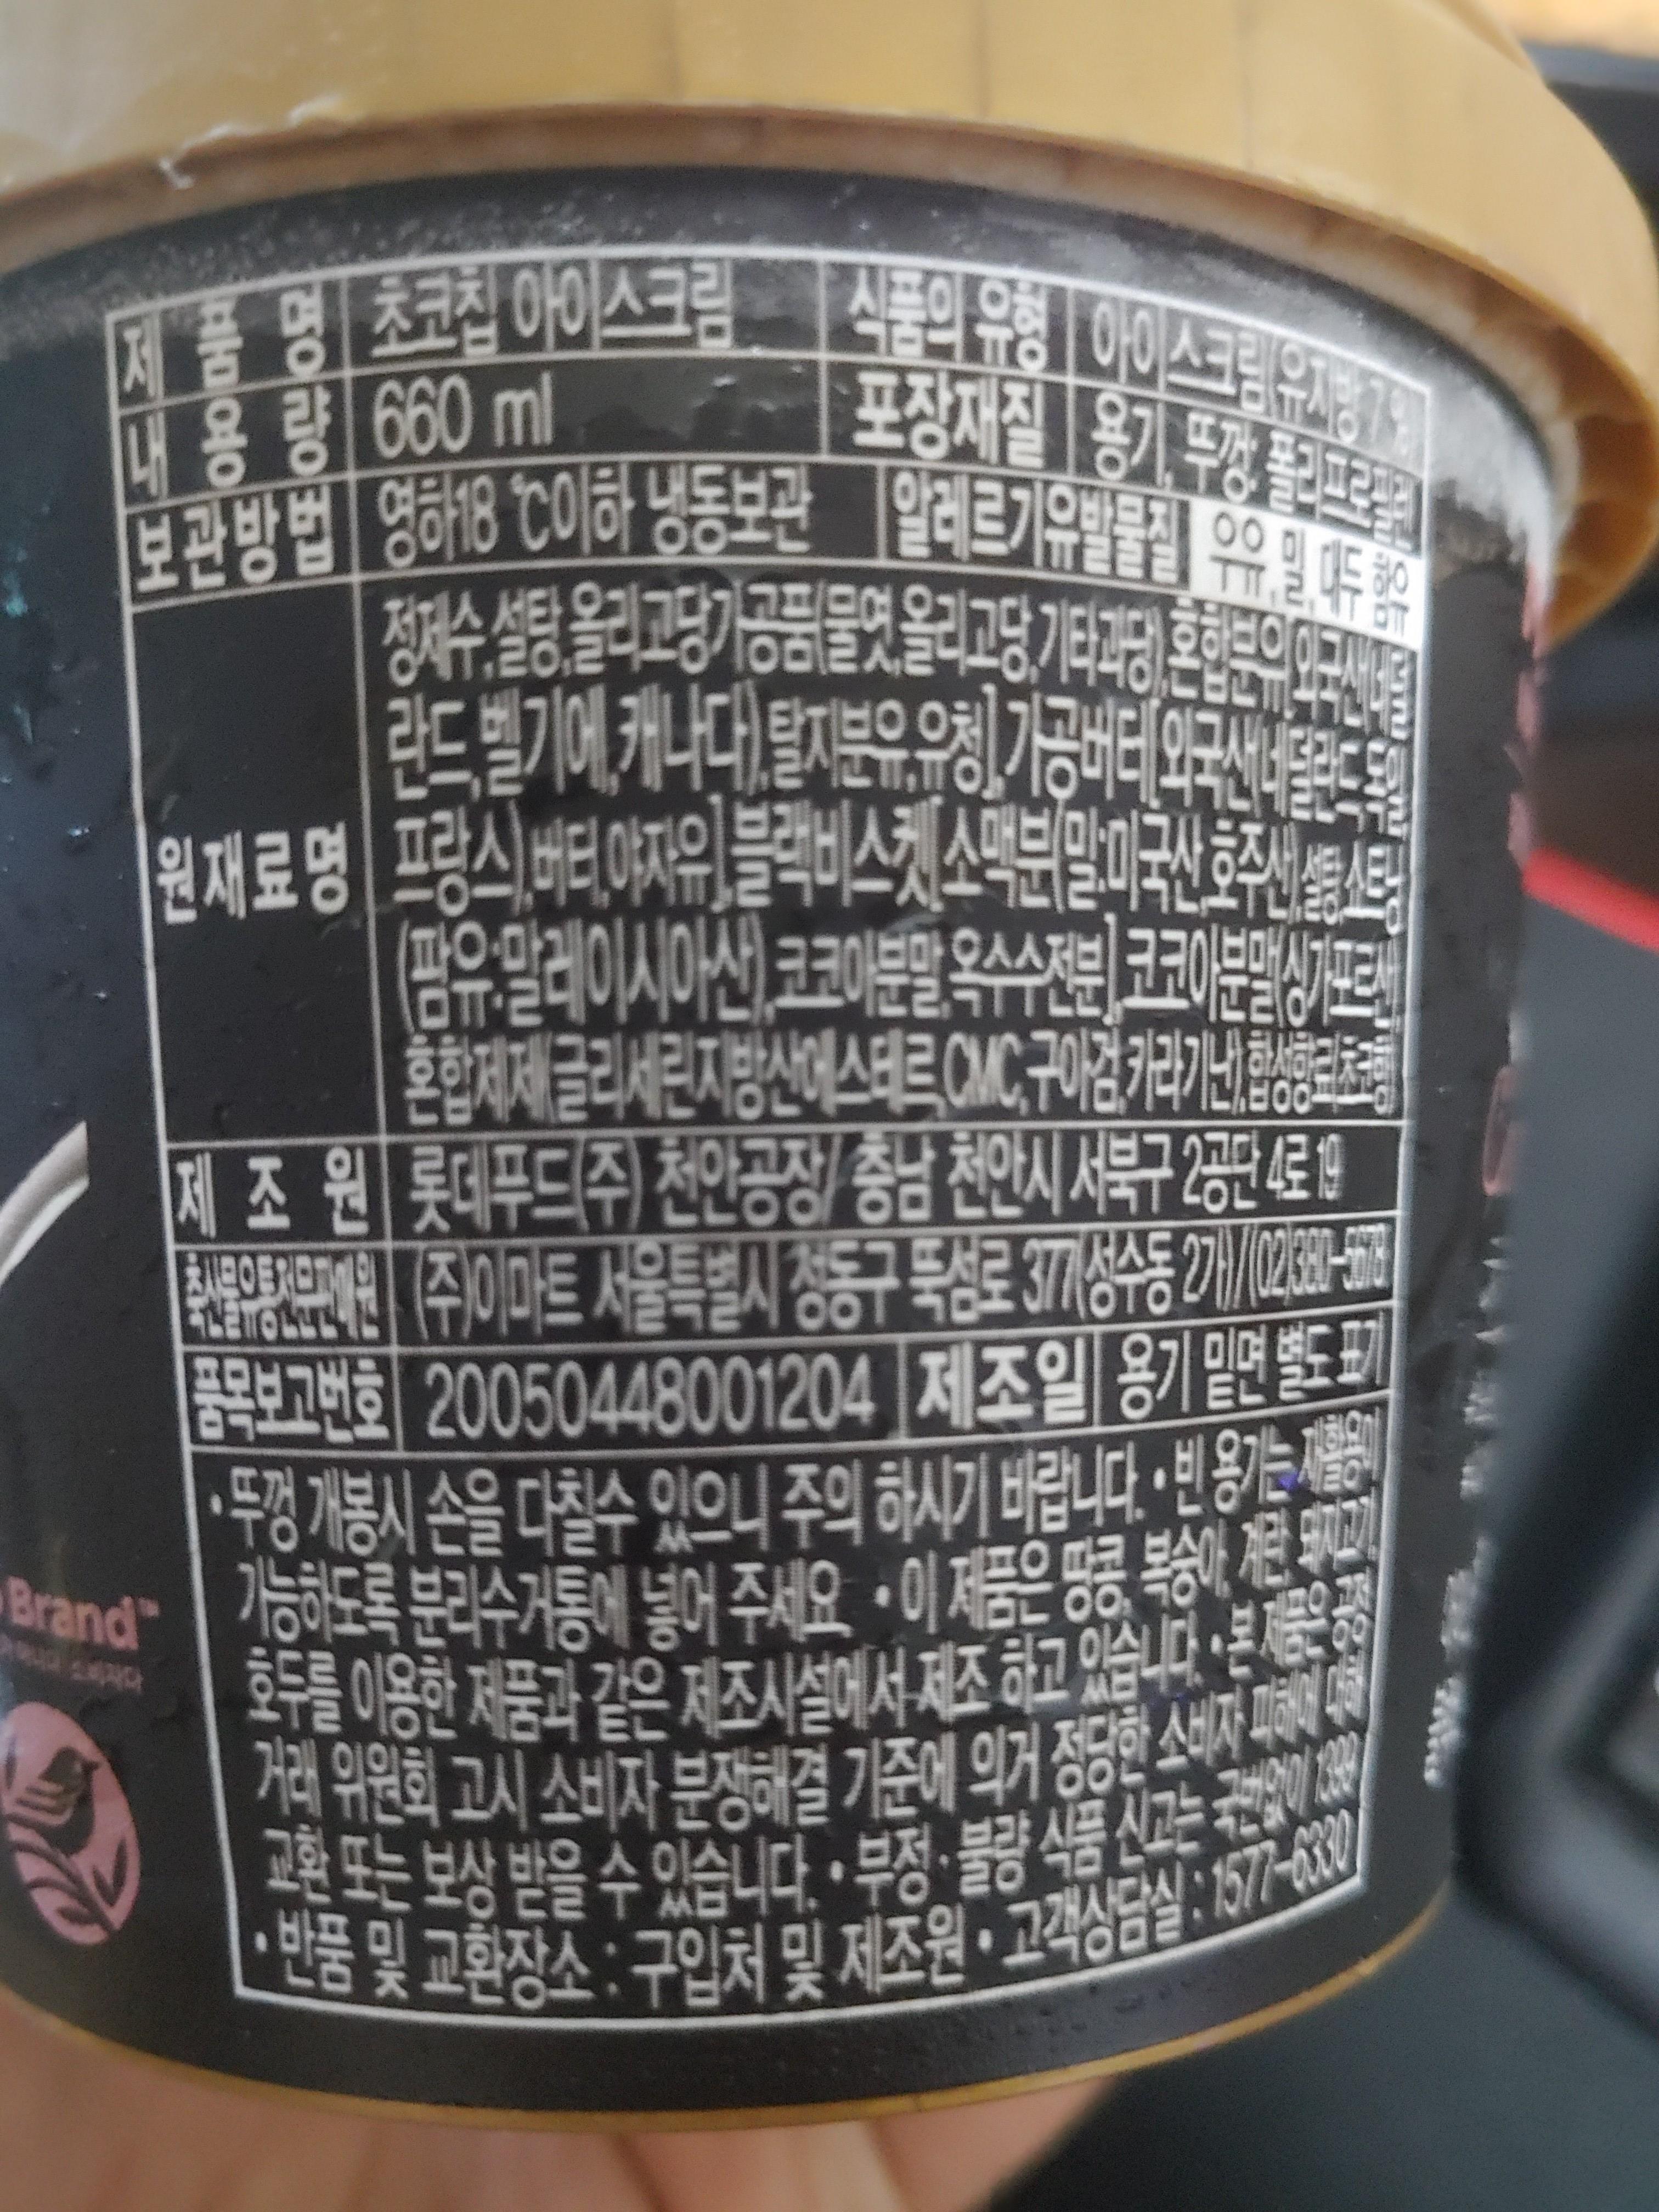 제 품 명 초코칩 아이스크림 식품의 유형 아이스크림(유지방 7%
내 용 량 660 ml 포장재질 용기, 뚜껑: 폴리프로필렌
보관방법 영하18 ℃이하 냉동보관 알레르기유발물질 우유, 밀, 대두 함유
원재료명
정제수,설탕,올리고당가공품(물엿,올리고당,기타과당),혼합분유[외국산(네덜
란드,벨기에,캐나다),탈지분유,유청],가공버터[외국산(네덜란드,독일,
프랑스),버터,야자유],블랙비스켓[소맥분(밀:미국산,호주산),설탕,쇼트닝
(팜유:말레이시아산),코코아분말,옥수수전분],코코아분말(싱가포르산),
혼합제제(글리세린지방산에스테르,CMC,구아검,카라기난),합성향료(초코향)
제 조 원 롯데푸드(주) 천안공장/ 충남 천안시 서북구 2공단 4로 19
축산물유통전문판매원 (주)이마트 서울특별시 성동구 뚝섬로 377(성수동 2가)/(02)380-5678
품목보고번호 20050448001204 제조일 용기 밑면 별도 표기
• 뚜껑 개봉시 손을 다칠수 있으니 주의 하시기 바랍니다. • 빈 용기는 재활용이
가능하도록 분리수거통에 넣어 주세요 • 이 제품은 땅콩, 복숭아, 계란, 돼지고기,
호두를 이용한 제품과 같은 제조시설에서 제조 하고 있습니다. • 본 제품은 공정
거래 위원회 고시 소비자 분쟁해결 기준에 의거 정당한 소비자 피해에 대해
교환 또는 보상 받을 수 있습니다. • 부정·불량 식품 신고는 국번없이 1399
• 반품 및 교환장소 : 구입처 및 제조원 • 고객상담실 : 1577-6330
Brand™